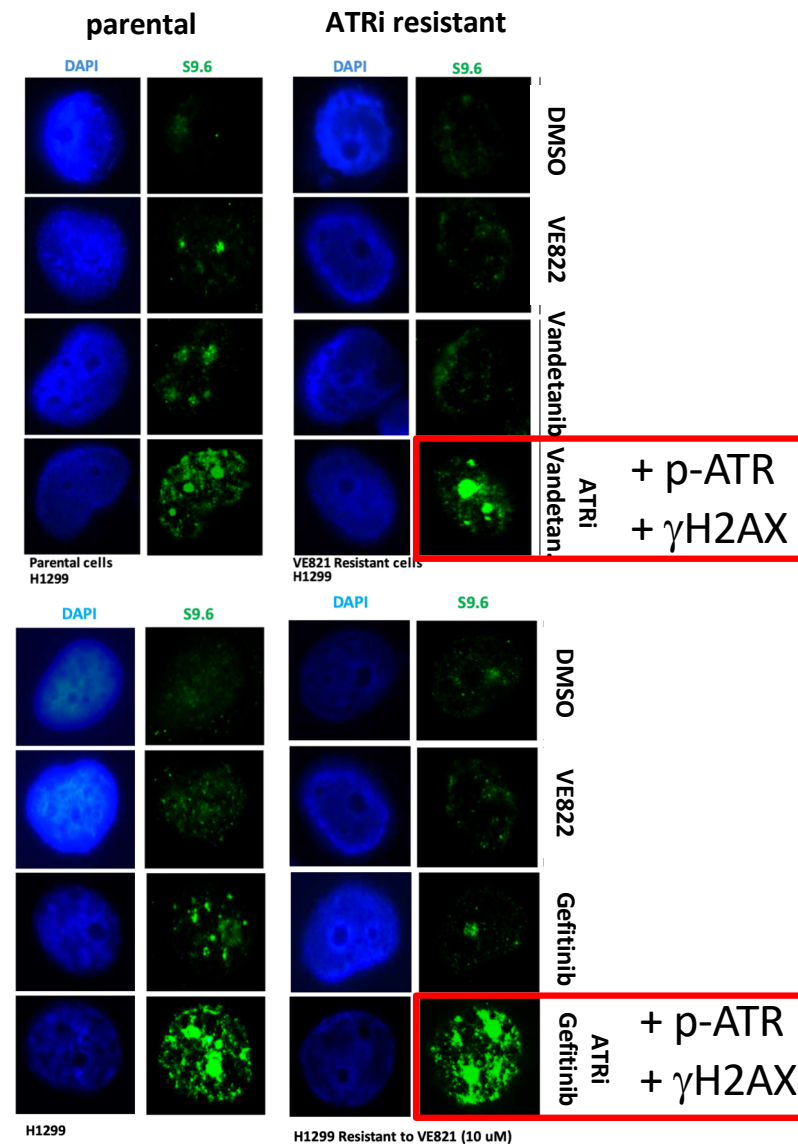 parental ATRi resistant
DAPI S9.6 DAPI S9.6
DMSO
VE822
Vandetanib
Vandetan.
ATRi
+ p-ATR
+ γH2AX
Parental cells
H1299
VE821 Resistant cells
H1299
DAPI S9.6 DAPI S9.6
DMSO
VE822
Gefitinib
Gefitinib
ATRi
+ p-ATR
+ γH2AX
H1299
H1299 Resistant to VE821 (10 uM)